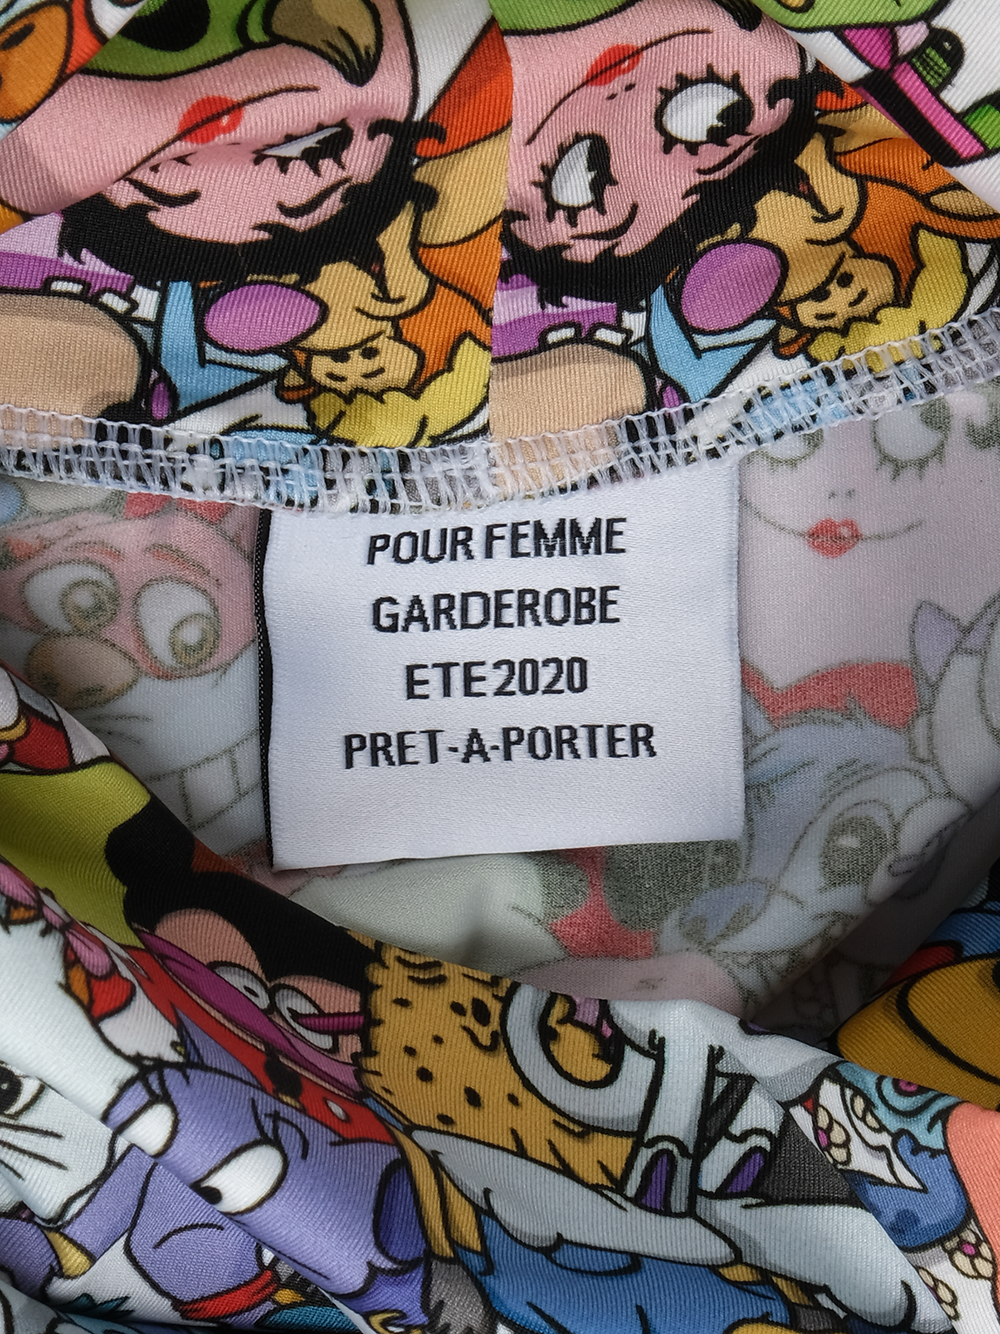 POUR FEMME
GARDEROBE
ETE 2020
PRET-A-PORTER